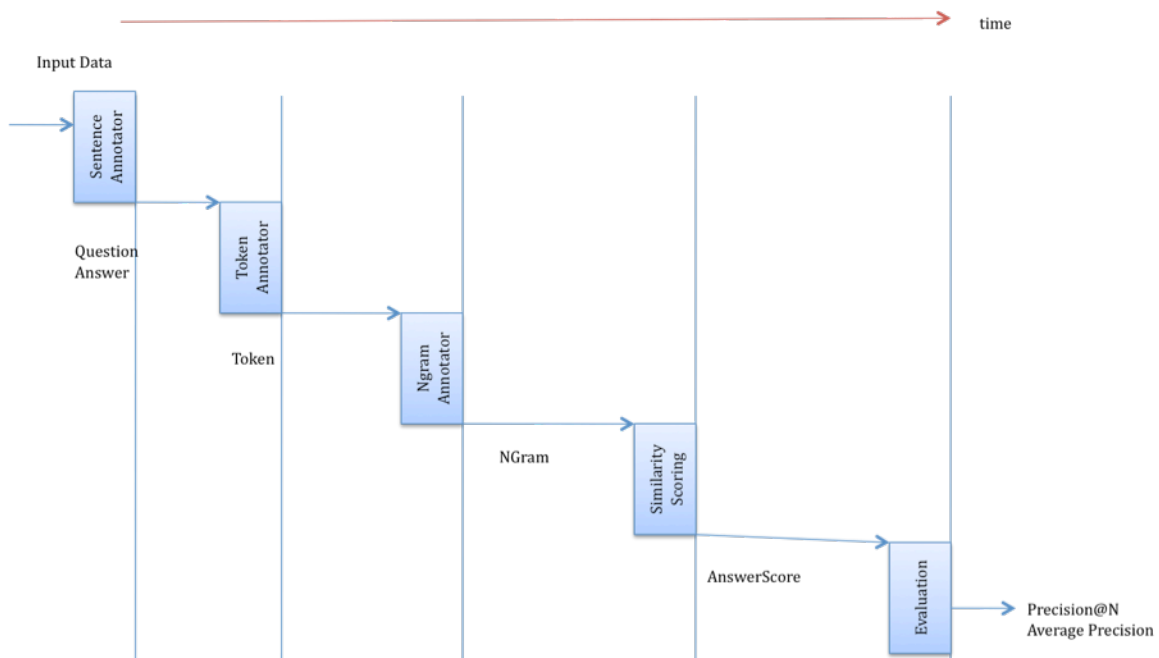 time
Input Data
Sentence
Annotator
Question
Answer
Token
Annotator
Token
Ngram
Annotator
NGram
Similarity
Scoring
AnswerScore
Evaluation
Precision@N
Average Precision